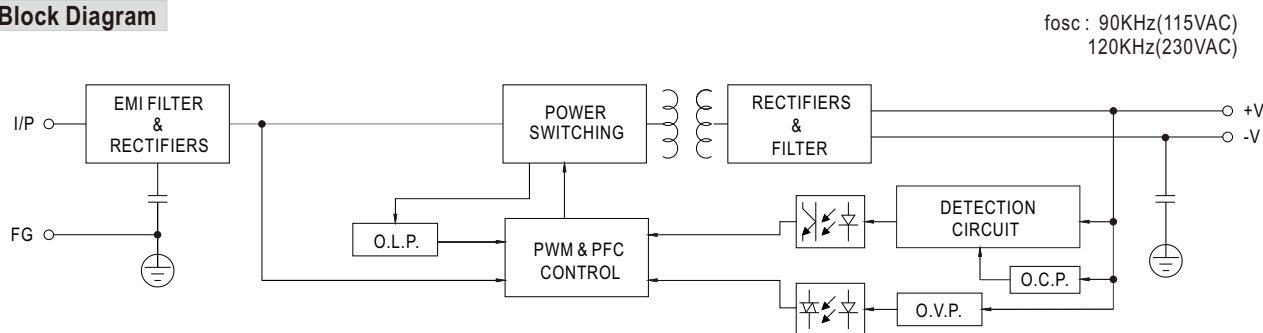 Block Diagram
fosc : 90KHz(115VAC)
120KHz(230VAC)
I/P
EMI FILTER
&
RECTIFIERS
POWER
SWITCHING
RECTIFIERS
&
FILTER
+V
-V
FG
O.L.P.
PWM & PFC
CONTROL
DETECTION
CIRCUIT
O.C.P.
O.V.P.